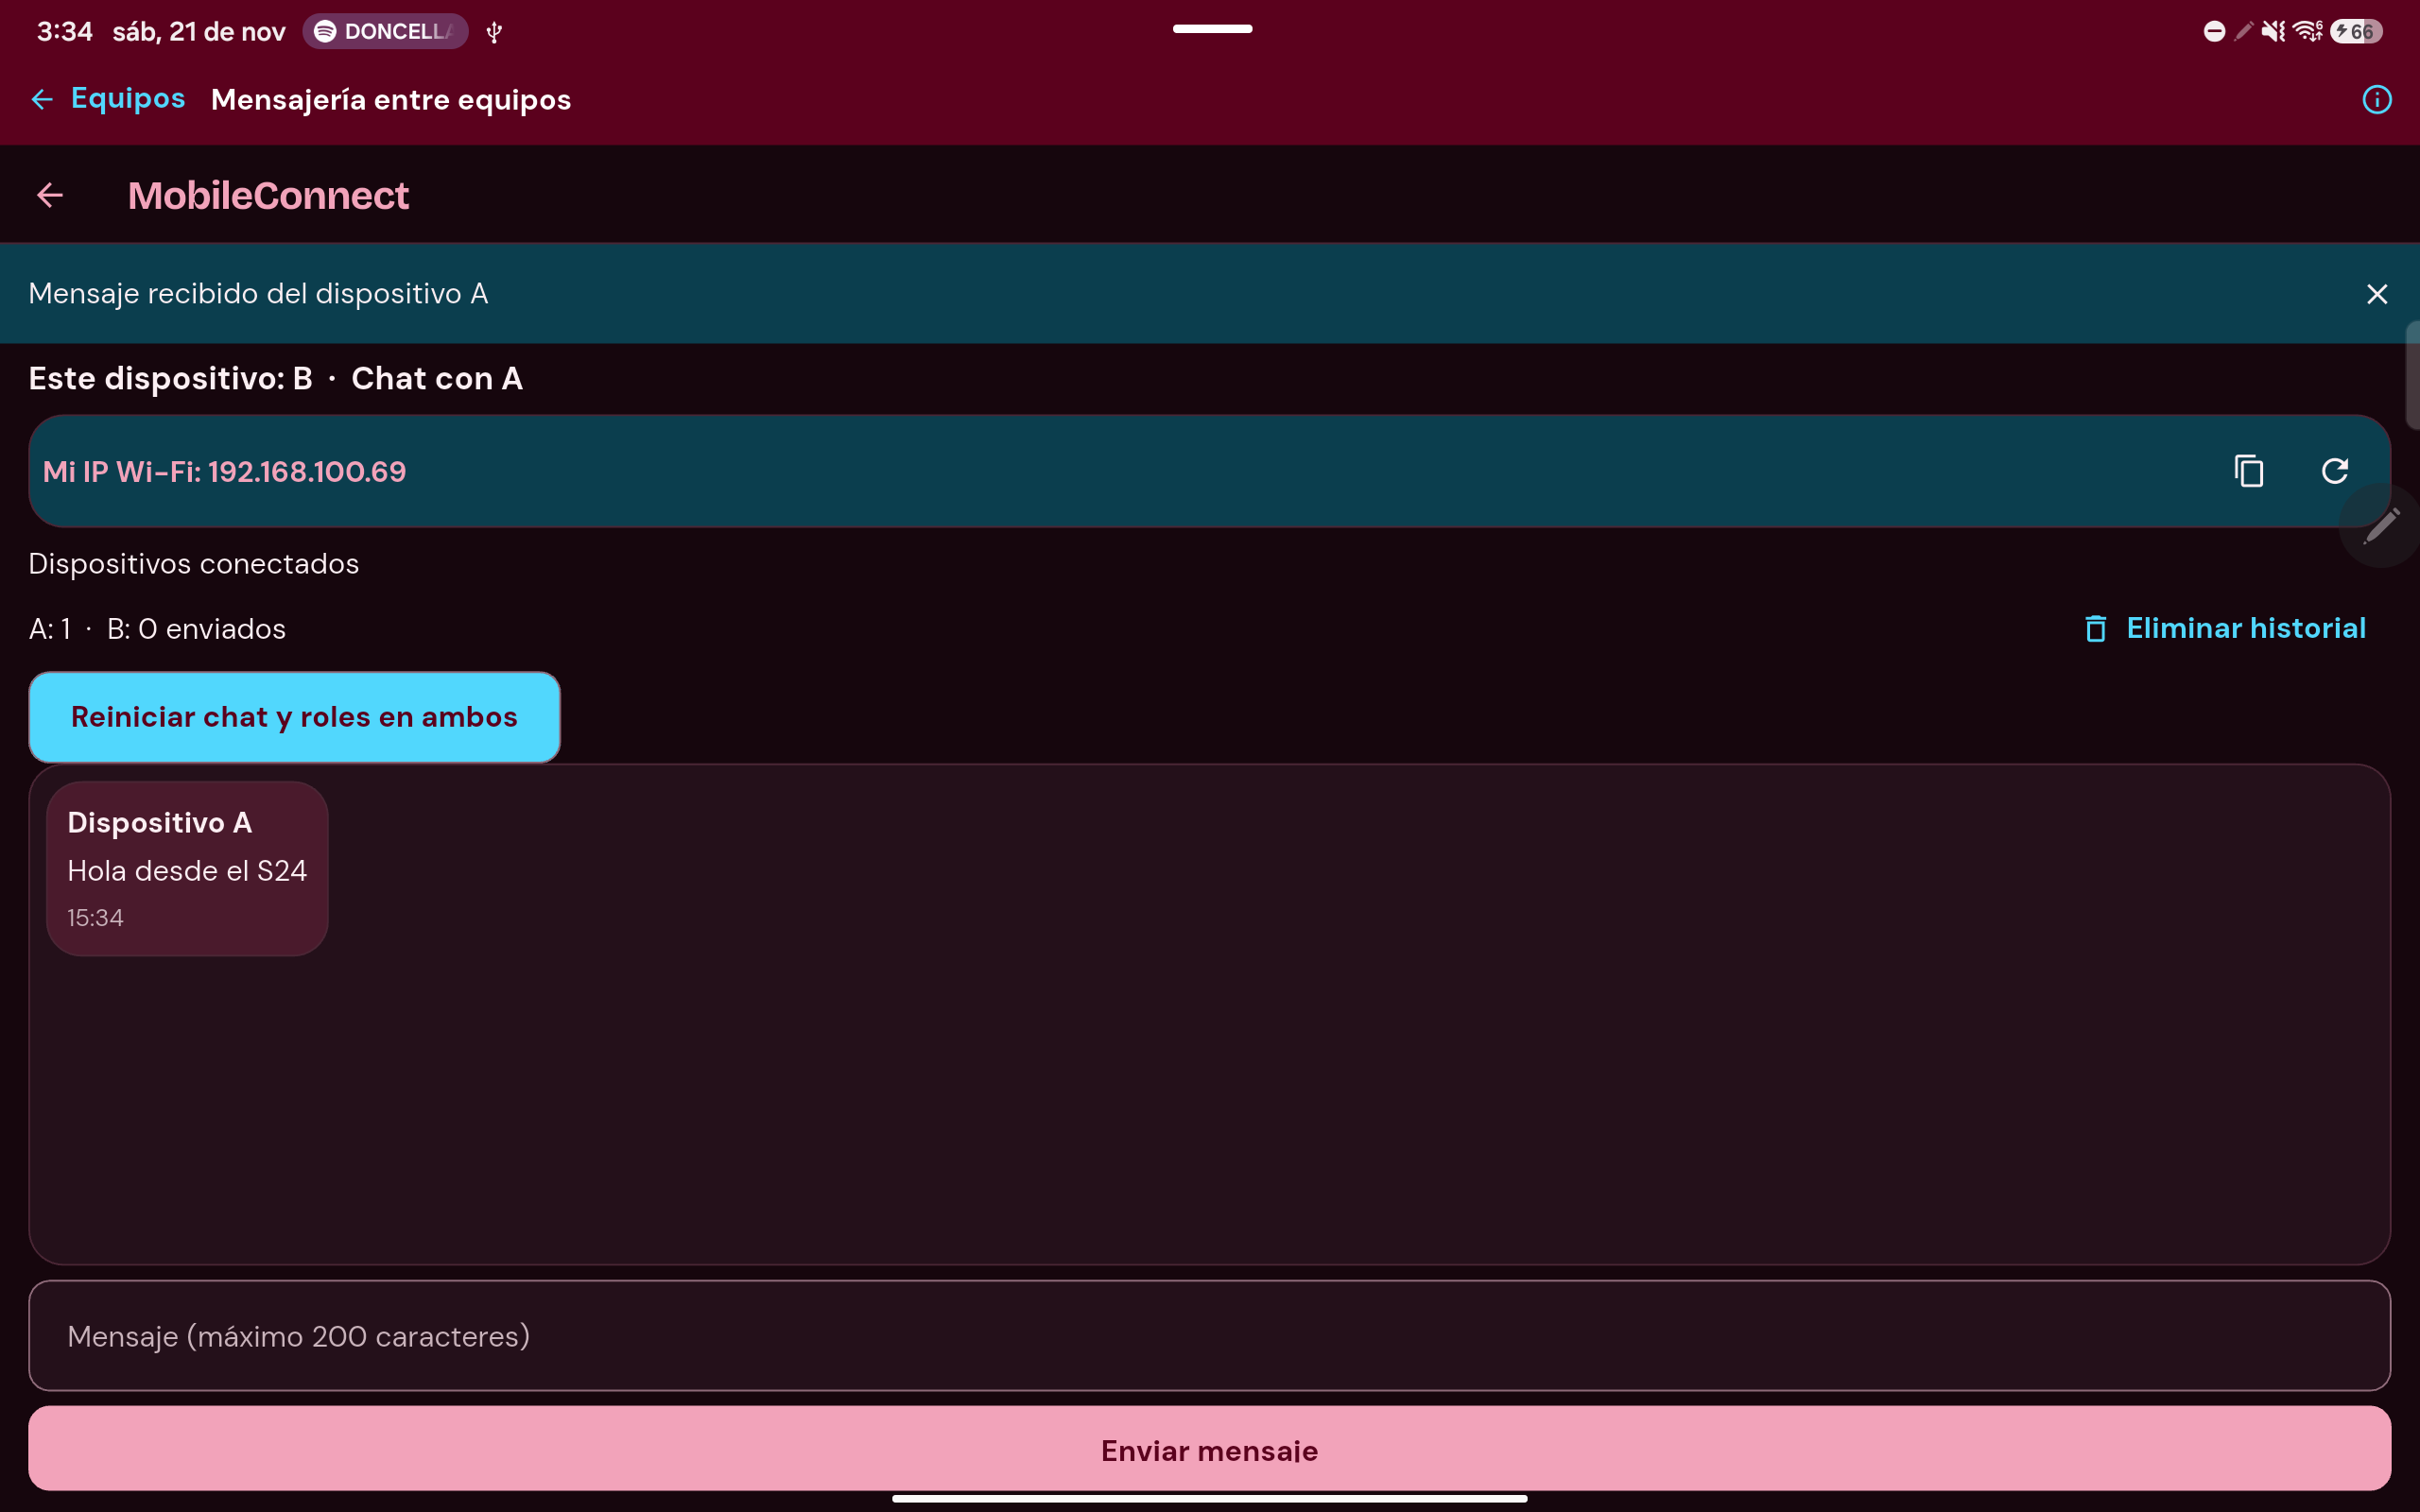 3:34 sáb, 21 de nov DONCELLA 66
Equipos Mensajería entre equipos
MobileConnect
Mensaje recibido del dispositivo A
Este dispositivo: B · Chat con A
Mi IP Wi-Fi: 192.168.100.69
Dispositivos conectados
A: 1 · B: 0 enviados Eliminar historial
Reiniciar chat y roles en ambos
Dispositivo A
Hola desde el S24
15:34
Mensaje (máximo 200 caracteres)
Enviar mensaje